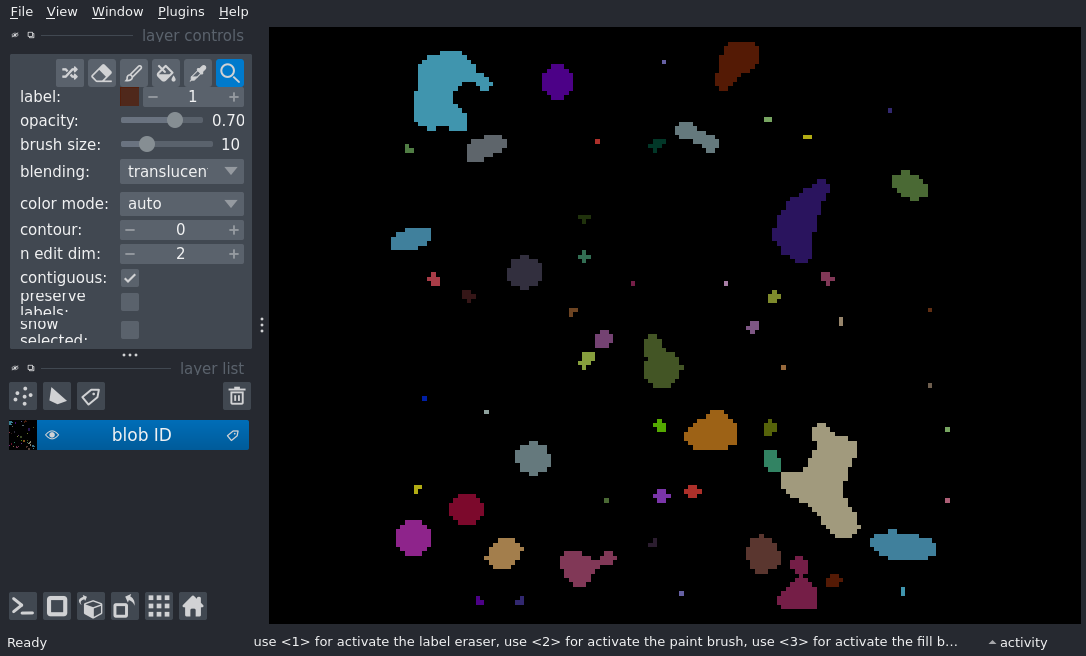 File View Window Plugins Help
layer controls
label: 1
opacity: 0.70
brush size: 10
blending: translucen
color mode: auto
contour: 0
n edit dim: 2
contiguous:
preserve
labels:
show
selected:
layer list
blob ID
Ready use <1> for activate the label eraser, use <2> for activate the paint brush, use <3> for activate the fill b... activity